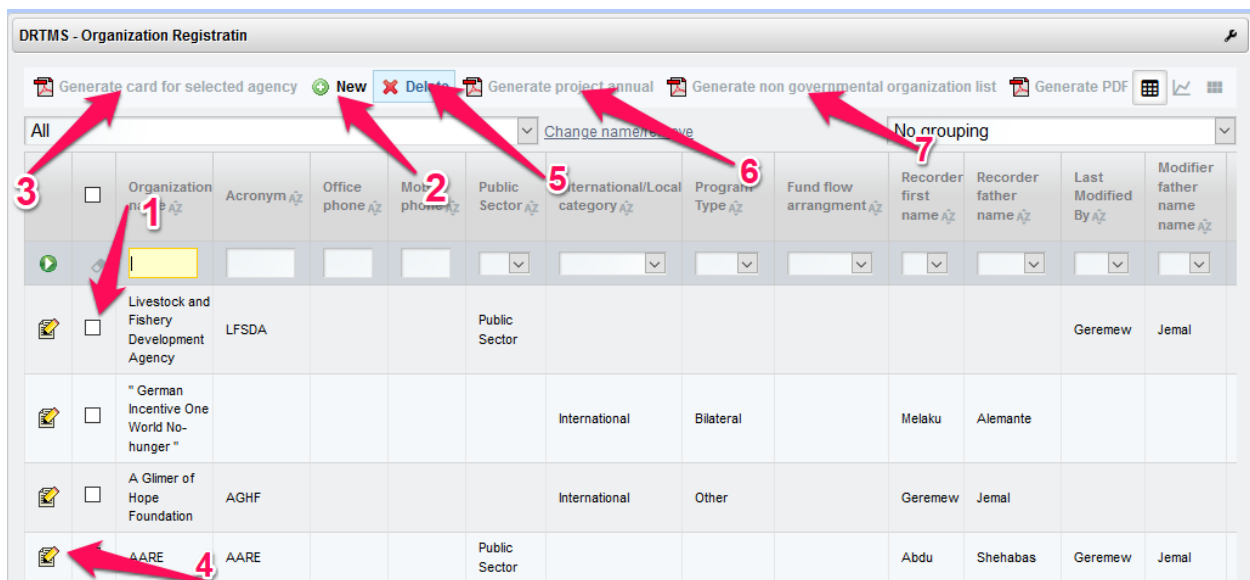 DRTMS - Organization Registratin
Generate card for selected agency New Delete Generate project annual Generate non governmental organization list Generate PDF
All Change name/remove No grouping
3 2 5 6 7
1
Organization name Acronym Office phone Mobile phone Public Sector International/Local category Program Type Fund flow arrangment Recorder first name Recorder father name Last Modified By Modifier father name name
Livestock and Fishery Development Agency LFSDA Public Sector Geremew Jemal
" German Incentive One World No-hunger " International Bilateral Melaku Alemante
A Glimer of Hope Foundation AGHF International Other Geremew Jemal
AARE AARE Public Sector Abdu Shehabas Geremew Jemal
4